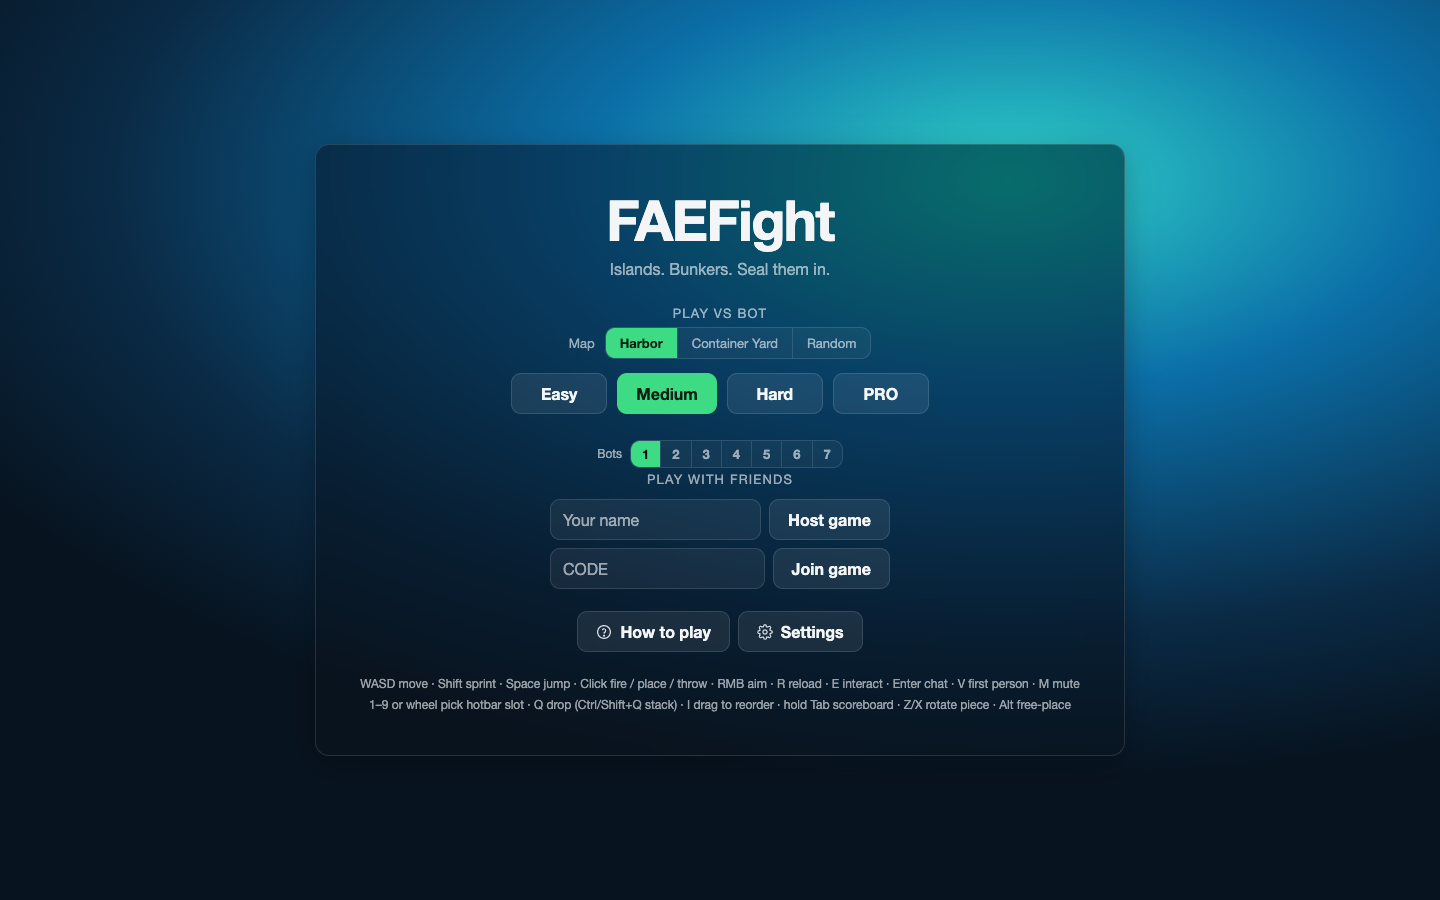 FAEFight
Islands. Bunkers. Seal them in.
PLAY VS BOT
Map Harbor Container Yard Random
Easy Medium Hard PRO
Bots 1 2 3 4 5 6 7
PLAY WITH FRIENDS
Your name Host game
CODE Join game
How to play Settings
WASD move · Shift sprint · Space jump · Click fire / place / throw · RMB aim · R reload · E interact · Enter chat · V first person · M mute
1–9 or wheel pick hotbar slot · Q drop (Ctrl/Shift+Q stack) · I drag to reorder · hold Tab scoreboard · Z/X rotate piece · Alt free-place